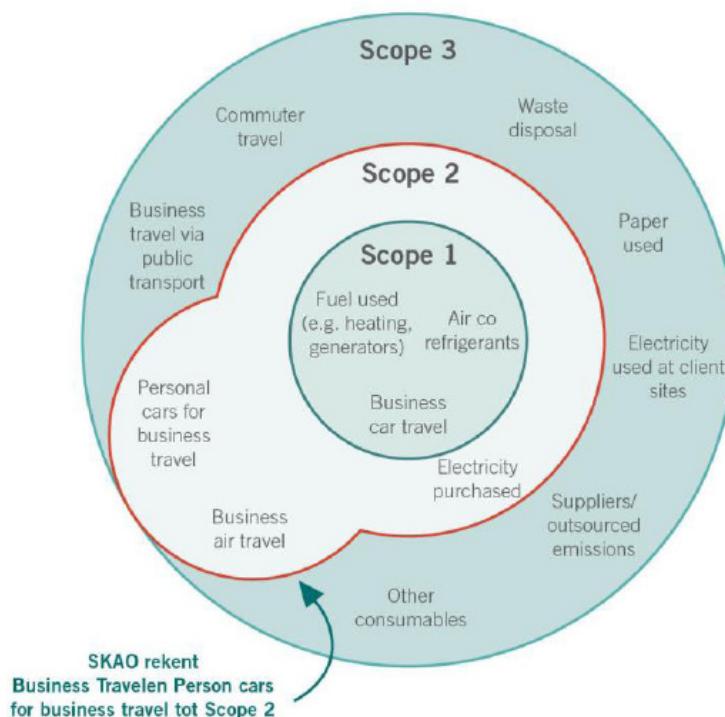 Scope 3
Commuter
travel
Waste
disposal
Scope 2
Business
travel via
public
transport
Paper
used
Scope 1
Fuel used
(e.g. heating,
generators)
Air co
refrigerants
Electricity
used at client
sites
Personal
cars for
business
travel
Business
car travel
Electricity
purchased
Business
air travel
Suppliers/
outsourced
emissions
Other
consumables
SKAO rekent
Business Travelen Person cars
for business travel tot Scope 2